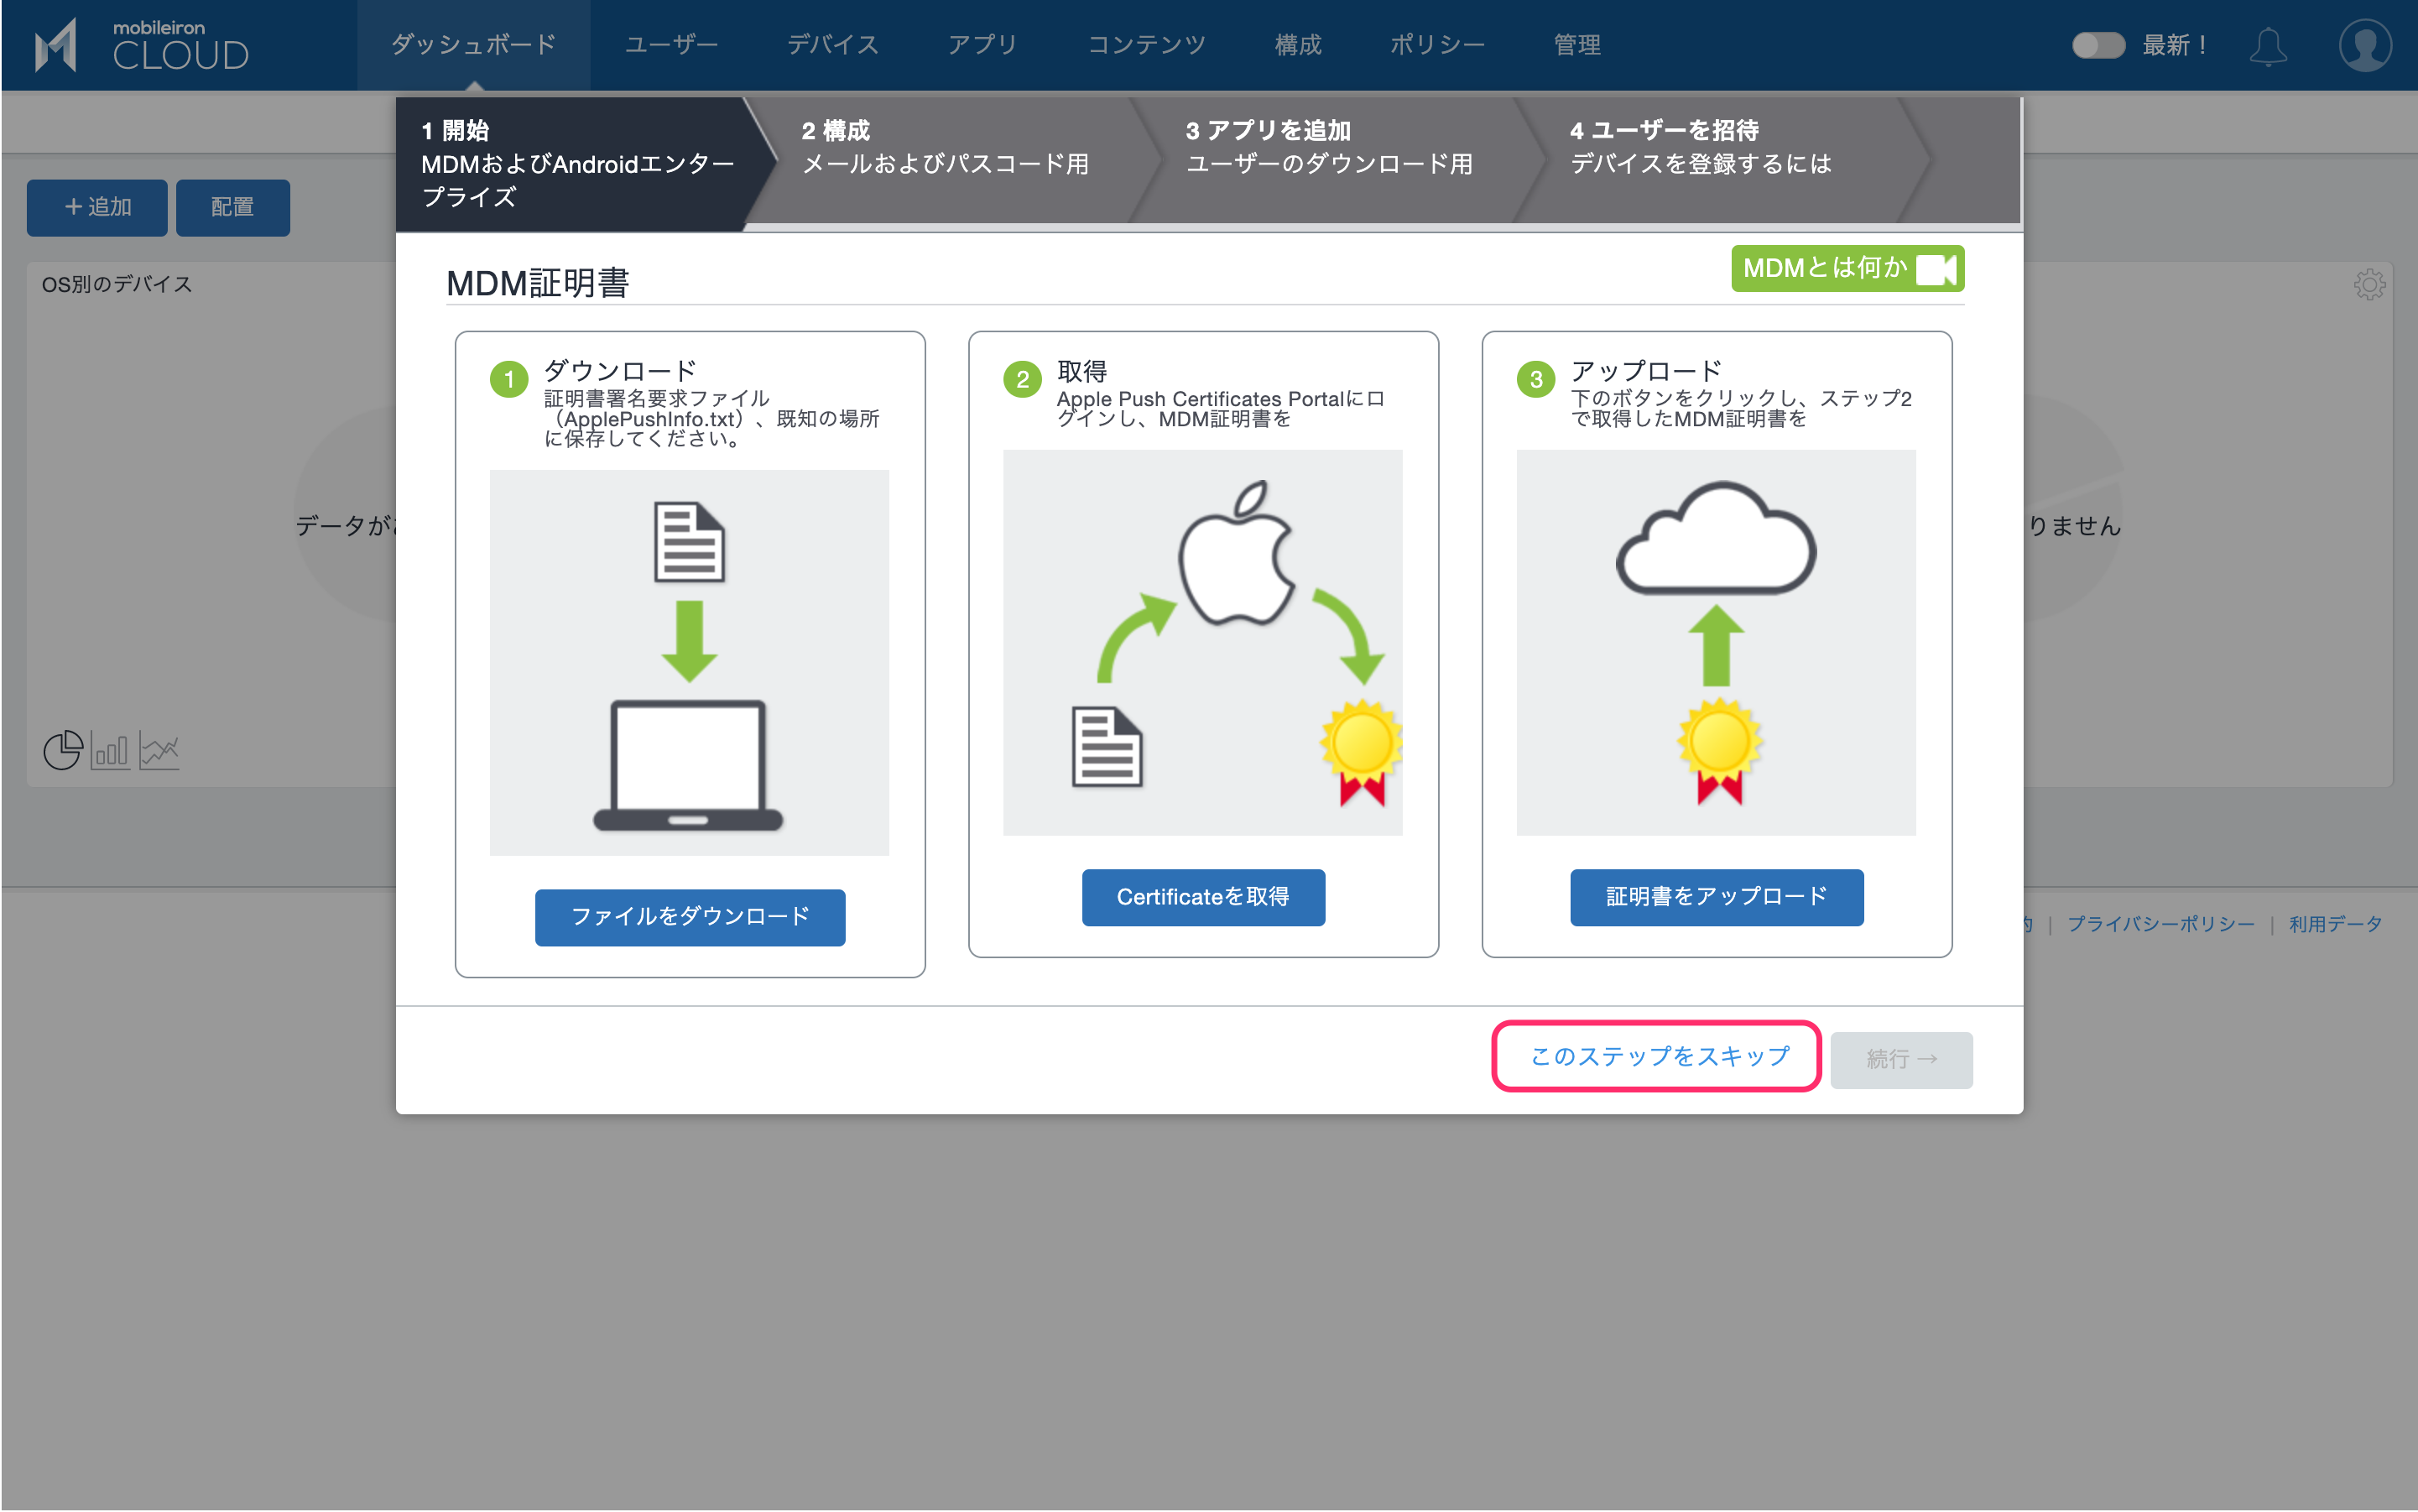 mobileiron
CLOUD
ダッシュボード
ユーザー
デバイス
アプリ
コンテンツ
構成
ポリシー
管理
最新！
1 開始
MDMおよびAndroidエンター
プライズ
2 構成
メールおよびパスコード用
3 アプリを追加
ユーザーのダウンロード用
4 ユーザーを招待
デバイスを登録するには
+ 追加
配置
OS別のデバイス
データが
りません
MDM証明書
MDMとは何か
1
ダウンロード
証明書署名要求ファイル
（ApplePushInfo.txt）、既知の場所
に保存してください。
ファイルをダウンロード
2
取得
Apple Push Certificates Portalにロ
グインし、MDM証明書を
Certificateを取得
3
アップロード
下のボタンをクリックし、ステップ2
で取得したMDM証明書を
証明書をアップロード
約 | プライバシーポリシー | 利用データ
このステップをスキップ
続行 →